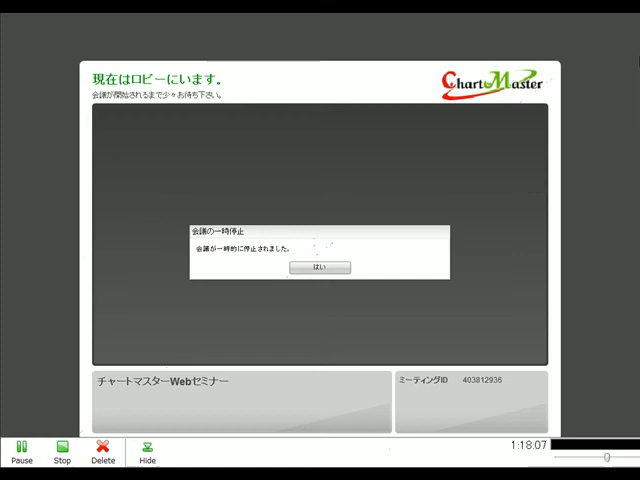 現在はロビーにいます。
会議が開始されるまで少々お待ち下さい。
ChartMaster
会議の一時停止
会議が一時的に停止されました。
はい
チャートマスターWebセミナー
ミーティングID 403812936
Pause Stop Delete Hide
1:18:07